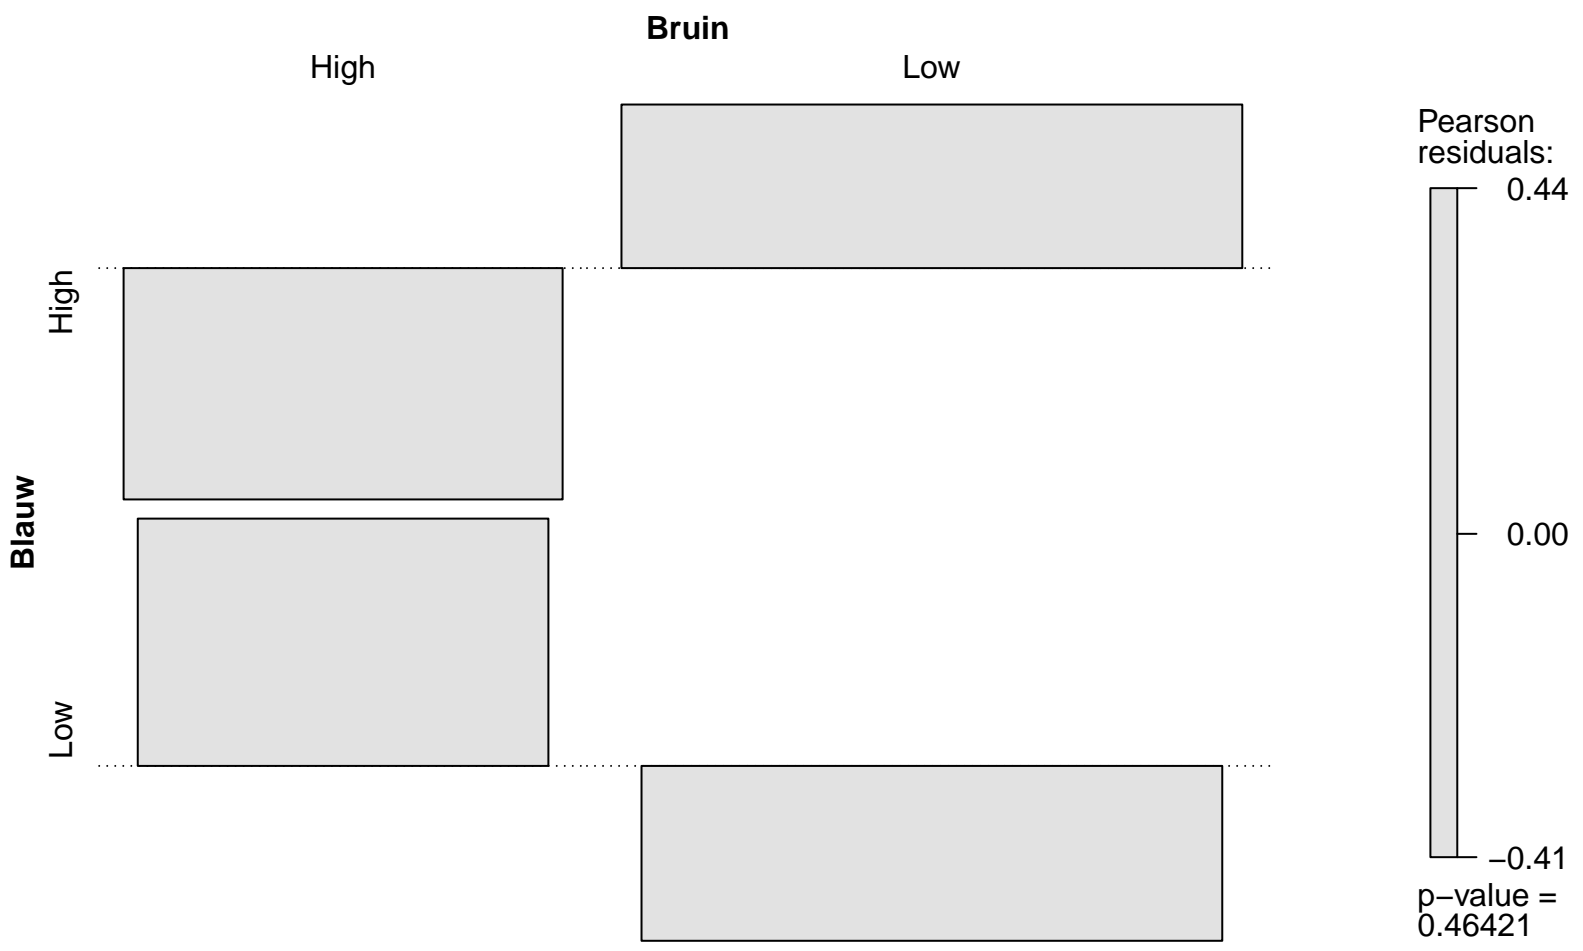 Bruin
High
Low
Blauw
High
Low
Pearson
residuals:
0.44
0.00
−0.41
p−value =
0.46421